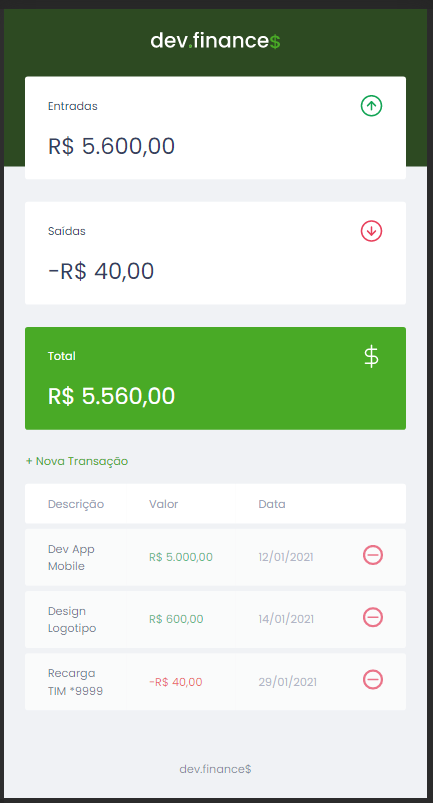 dev.finance$
Entradas
R$ 5.600,00
Saídas
-R$ 40,00
Total
$
R$ 5.560,00
+ Nova Transação
Descrição Valor Data
Dev App
Mobile
R$ 5.000,00 12/01/2021
Design
Logotipo
R$ 600,00 14/01/2021
Recarga
TIM *9999
-R$ 40,00 29/01/2021
dev.finance$